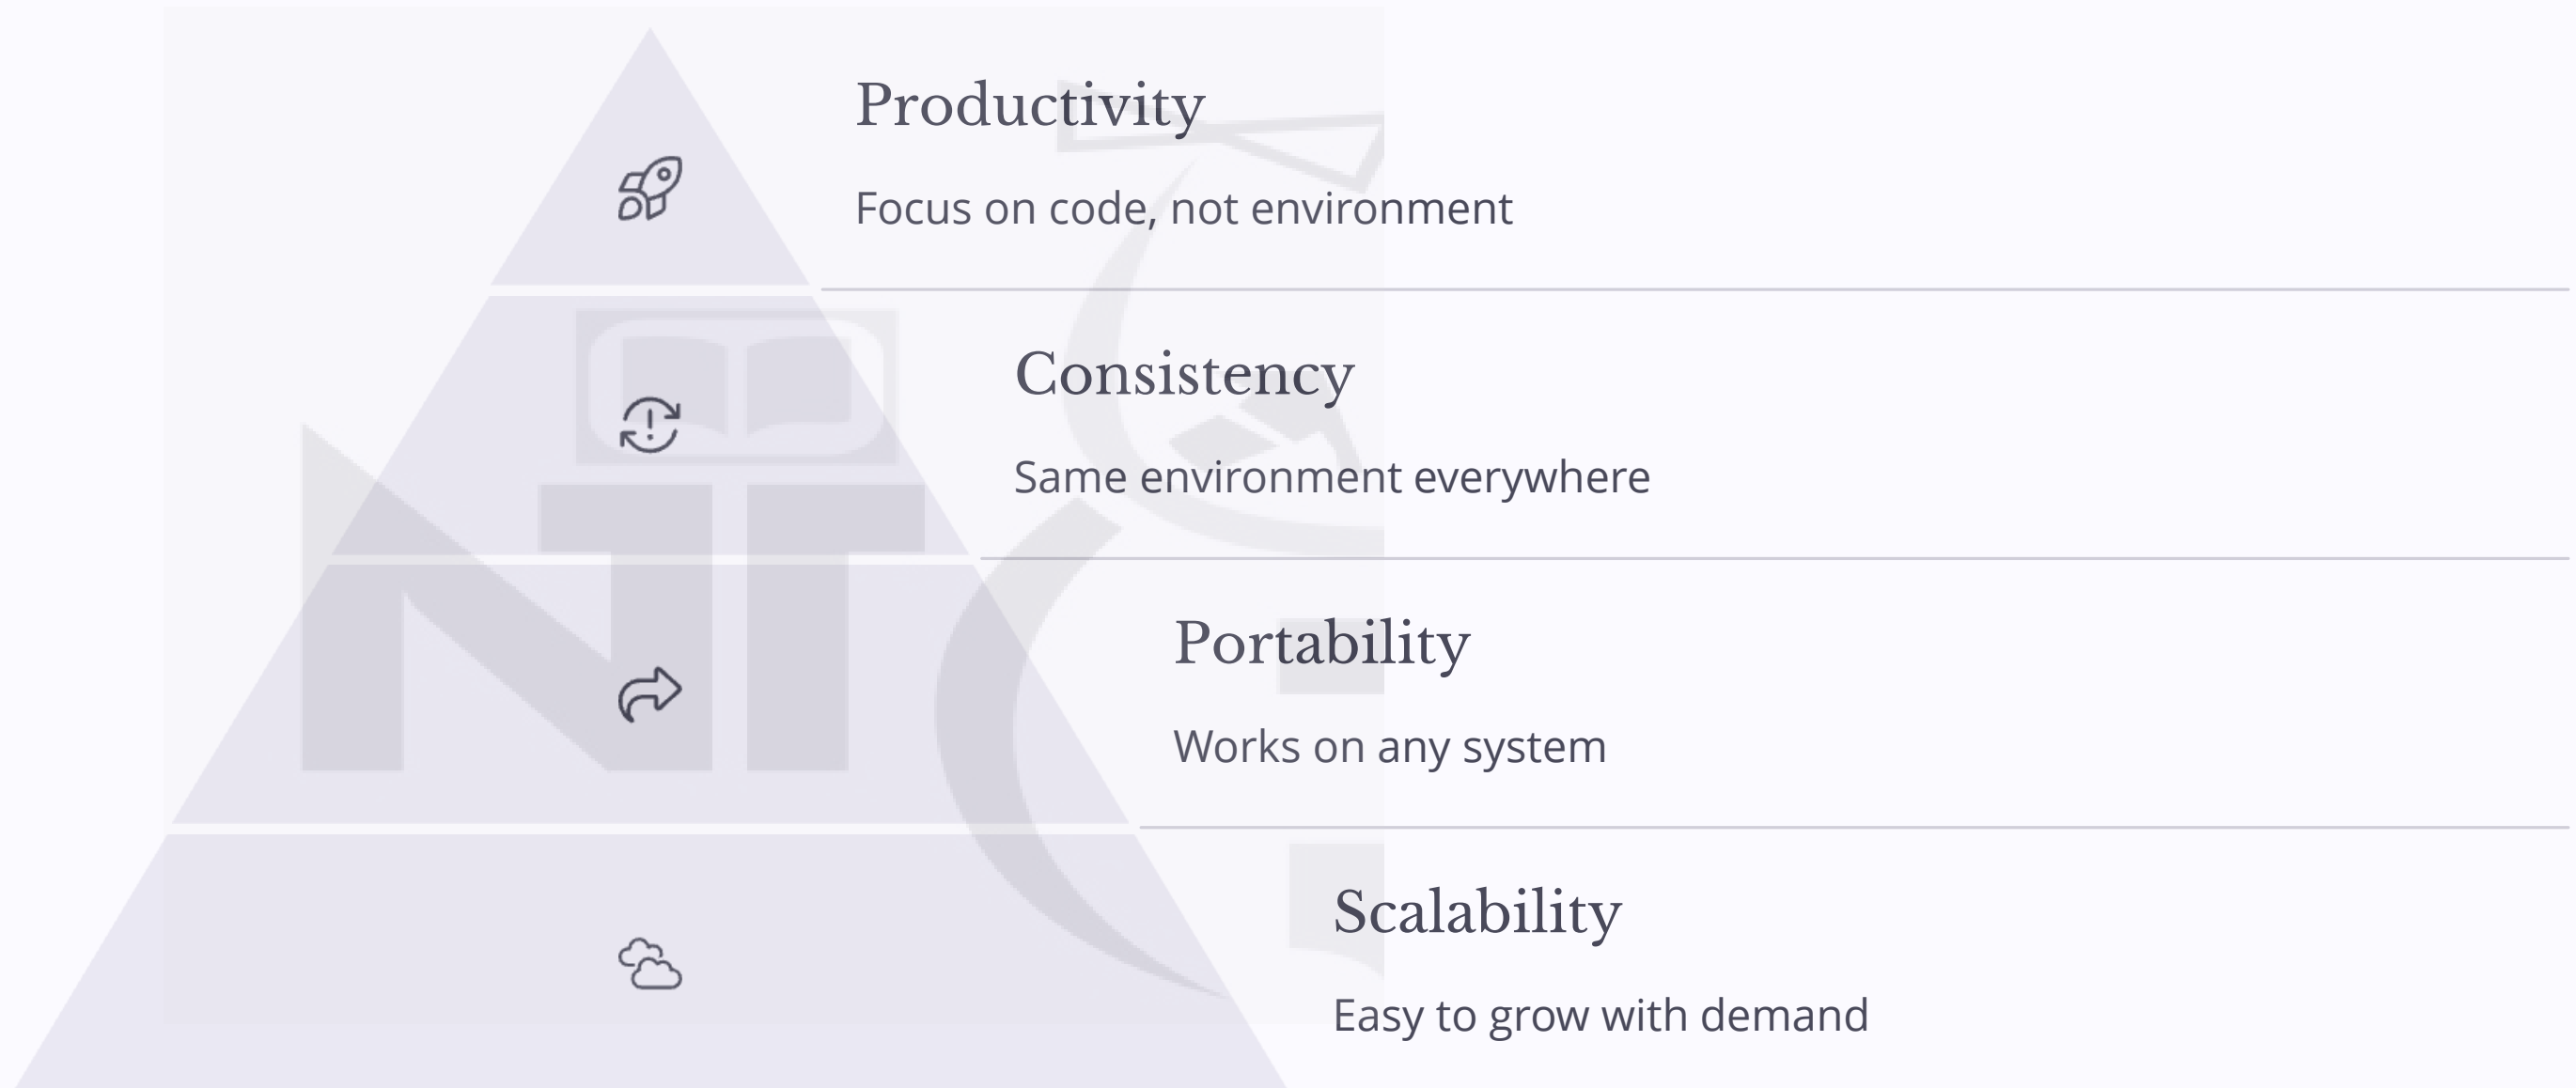 Productivity
Focus on code, not environment
Consistency
Same environment everywhere
Portability
Works on any system
Scalability
Easy to grow with demand